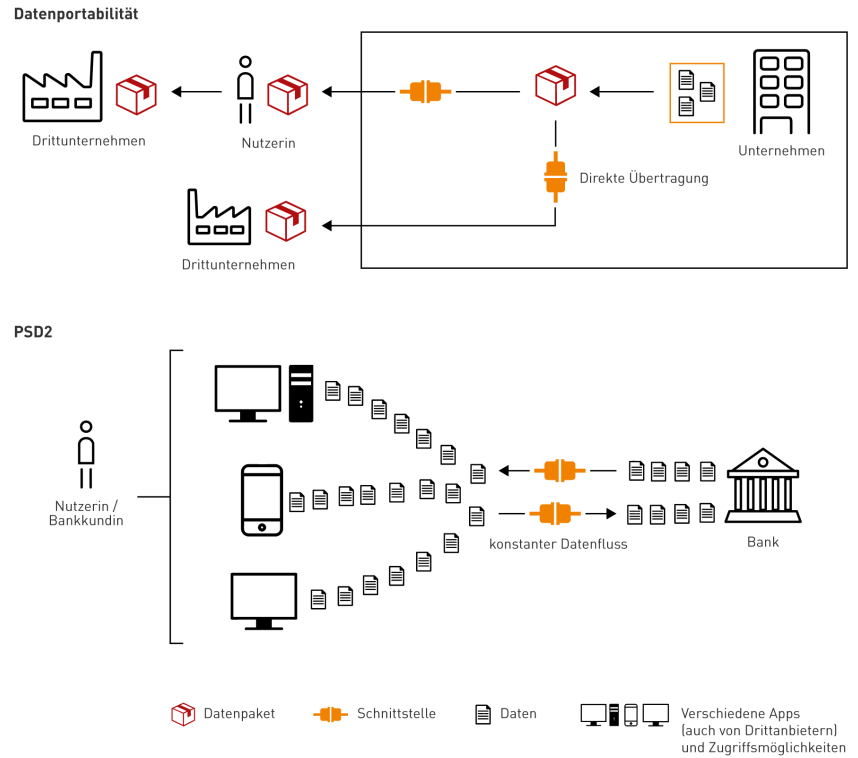 Datenportabilität
Drittunternehmen
Nutzerin
Unternehmen
Direkte Übertragung
Drittunternehmen
PSD2
Nutzerin /
Bankkundin
konstanter Datenfluss
Bank
Datenpaket
Schnittstelle
Daten
Verschiedene Apps
(auch von Drittanbietern)
und Zugriffsmöglichkeiten